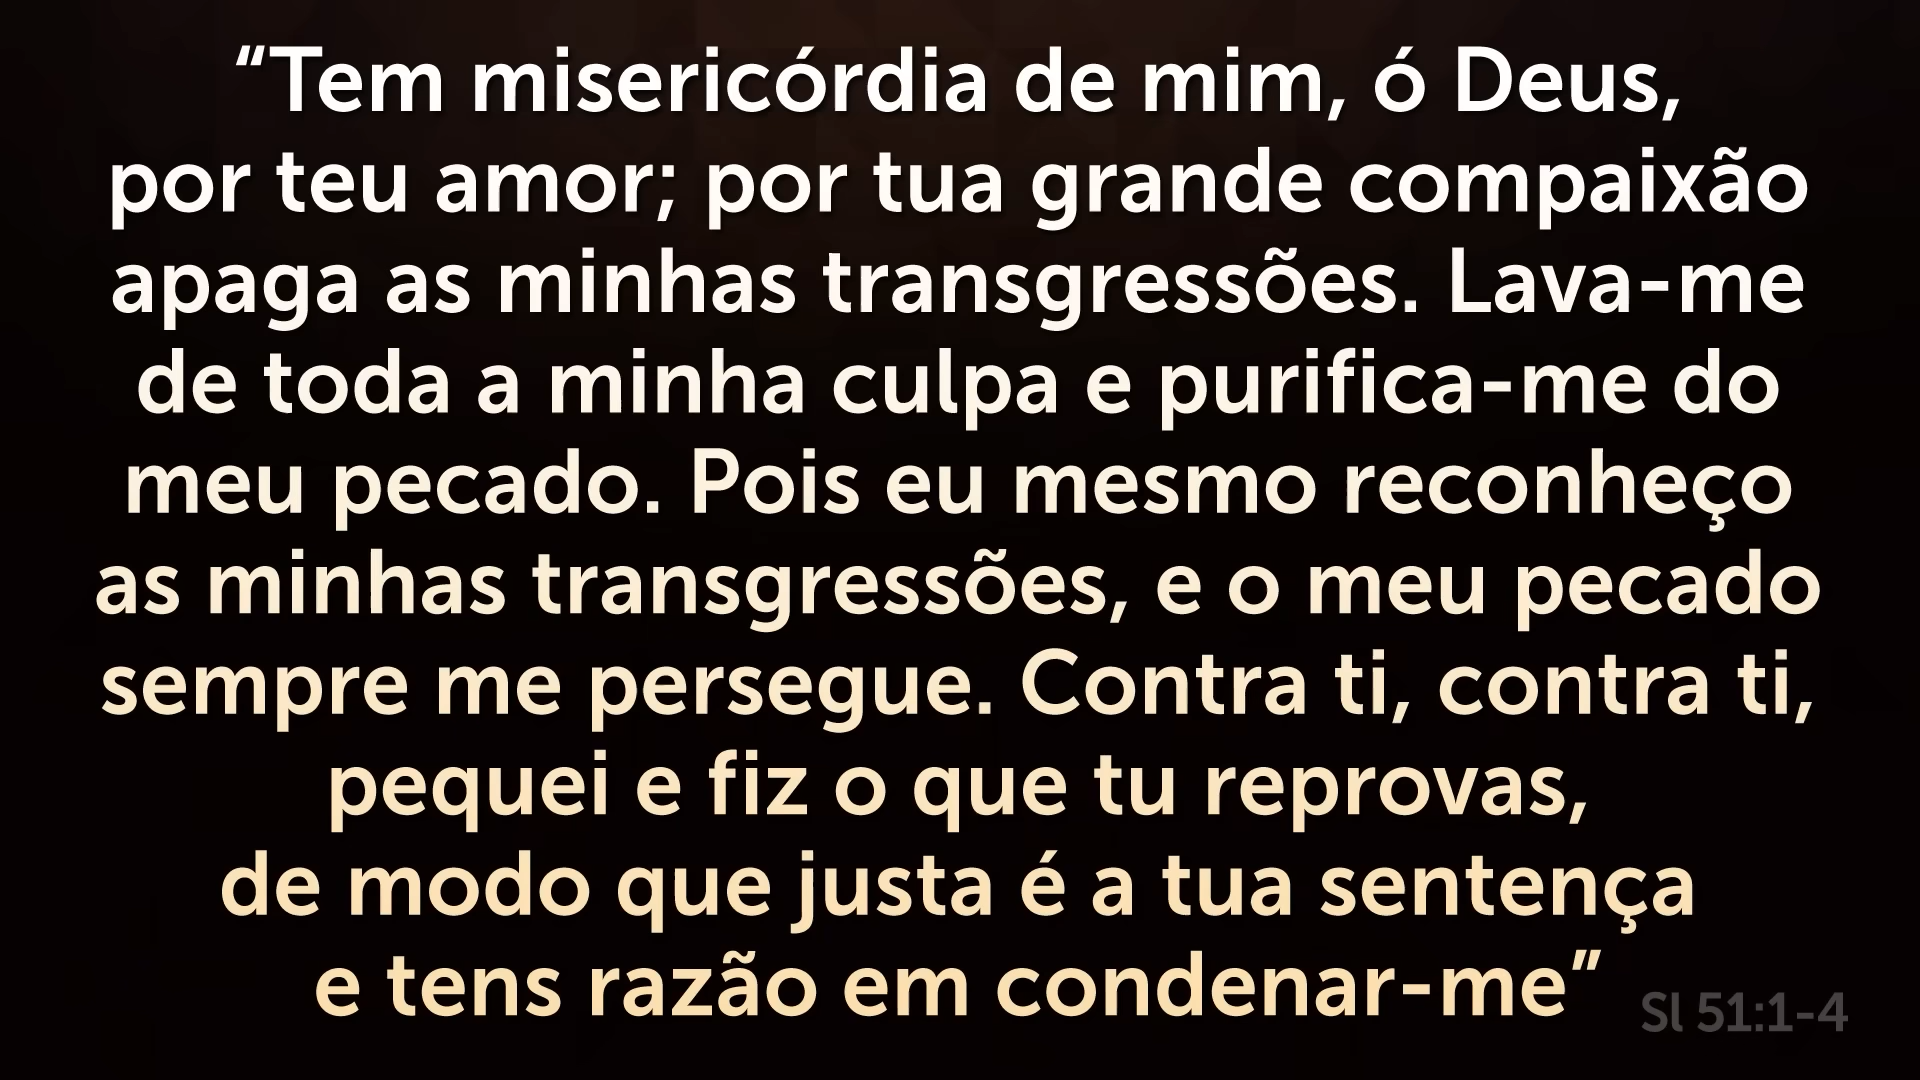 “Tem misericórdia de mim, ó Deus,
por teu amor; por tua grande compaixão
apaga as minhas transgressões. Lava-me
de toda a minha culpa e purifica-me do
meu pecado. Pois eu mesmo reconheço
as minhas transgressões, e o meu pecado
sempre me persegue. Contra ti, contra ti,
pequei e fiz o que tu reprovas,
de modo que justa é a tua sentença
e tens razão em condenar-me”
Sl 51:1-4